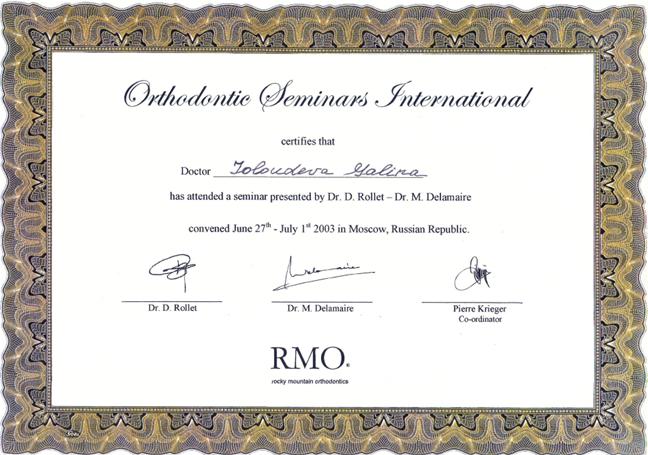 Orthodontic Seminars International
certifies that
Doctor Toloudeva Galina
has attended a seminar presented by Dr. D. Rollet – Dr. M. Delamaire
convened June 27th - July 1st 2003 in Moscow, Russian Republic.
Dr. D. Rollet
Dr. M. Delamaire
Pierre Krieger
Co-ordinator
RMO®
rocky mountain orthodontics